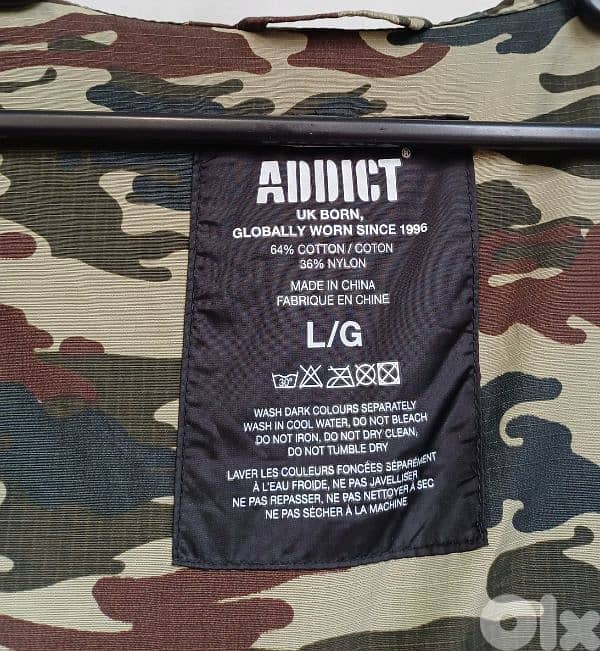 ADDICT®
UK BORN,
GLOBALLY WORN SINCE 1996
64% COTTON / COTON
36% NYLON
MADE IN CHINA
FABRIQUE EN CHINE
L/G
30°
WASH DARK COLOURS SEPARATELY
WASH IN COOL WATER, DO NOT BLEACH
DO NOT IRON, DO NOT DRY CLEAN,
DO NOT TUMBLE DRY
LAVER LES COULEURS FONCÉES SÉPARÉMENT
À L'EAU FROIDE, NE PAS JAVELLISER
NE PAS REPASSER, NE PAS NETTOYER À SEC
NE PAS SÉCHER À LA MACHINE
Olx